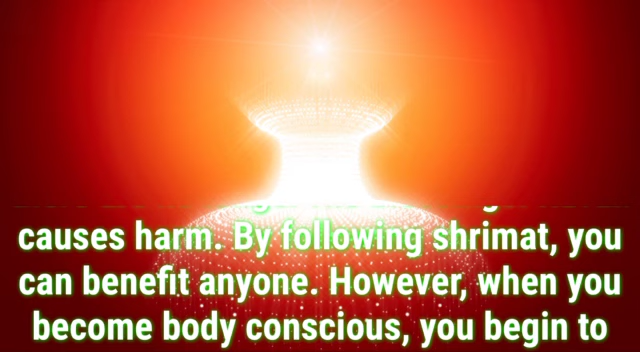 causes harm. By following shrimat, you
can benefit anyone. However, when you
become body conscious, you begin to